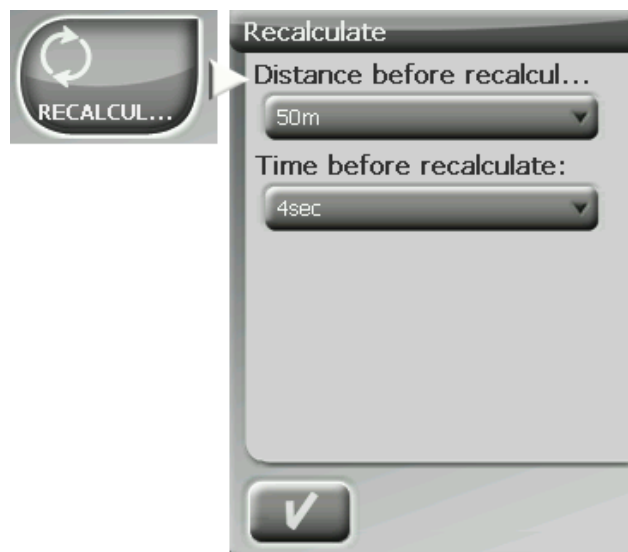 RECALCUL...
Recalculate
Distance before recalcul...
50m
Time before recalculate:
4sec